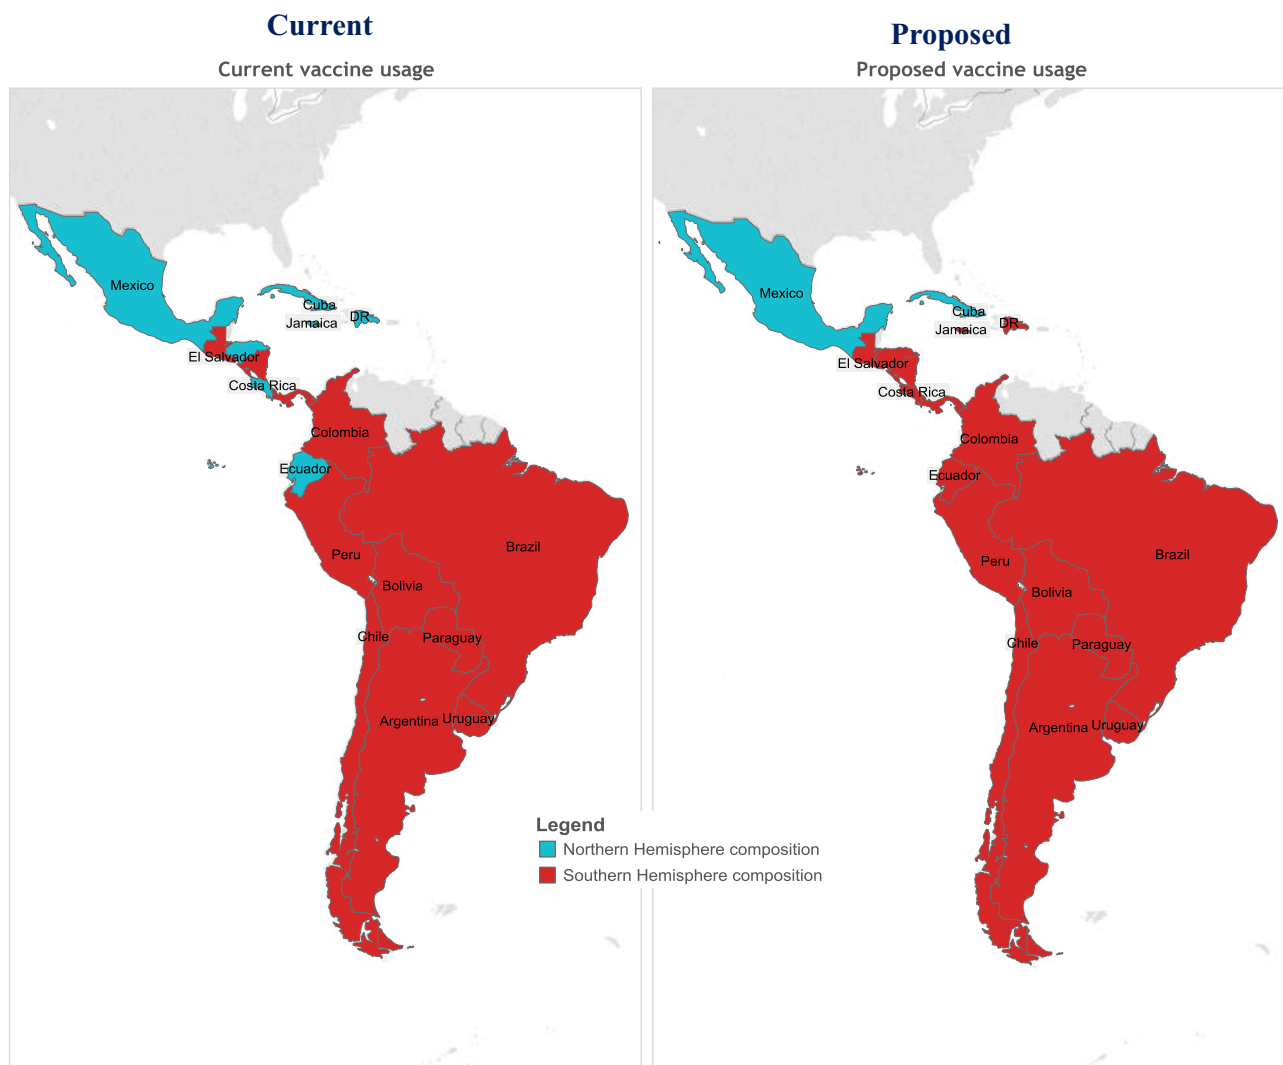 Current
Current vaccine usage
Mexico
Cuba
Jamaica
DR
El Salvador
Costa Rica
Colombia
Ecuador
Peru
Brazil
Bolivia
Chile
Paraguay
Argentina
Uruguay
Proposed
Proposed vaccine usage
Mexico
Cuba
Jamaica
DR
El Salvador
Costa Rica
Colombia
Ecuador
Peru
Brazil
Bolivia
Chile
Paraguay
Argentina
Uruguay
Legend
Northern Hemisphere composition
Southern Hemisphere composition